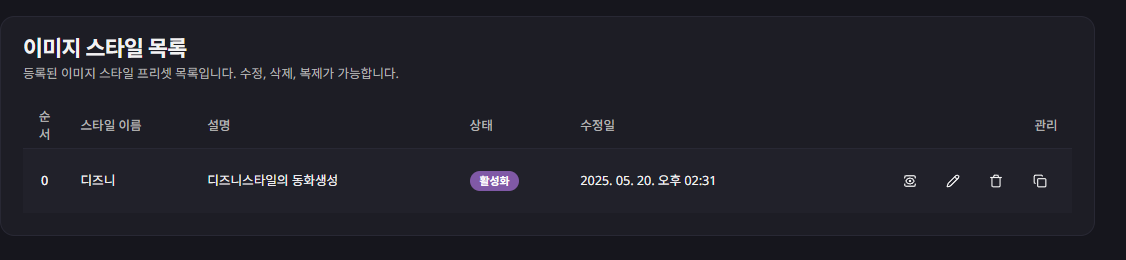 이미지 스타일 목록
등록된 이미지 스타일 프리셋 목록입니다. 수정, 삭제, 복제가 가능합니다.
순서 스타일 이름 설명 상태 수정일 관리
0 디즈니 디즈니스타일의 동화생성 활성화 2025. 05. 20. 오후 02:31